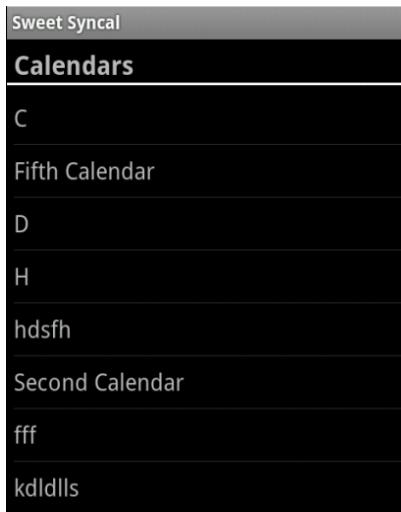 Sweet Syncal
Calendars
C
Fifth Calendar
D
H
hdsfh
Second Calendar
fff
kdldlls